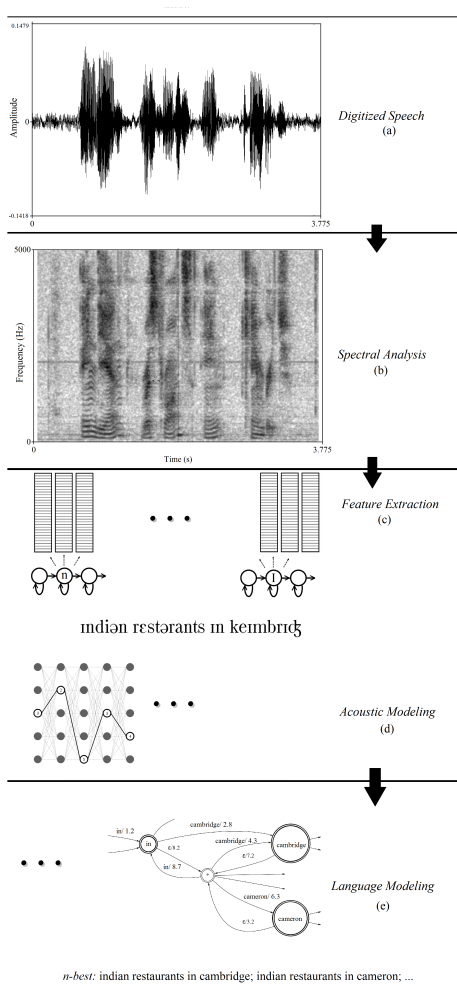 0.1479
Amplitude
0
-0.1418
0
3.775
Digitized Speech
(a)
5000
Frequency (Hz)
0
0
3.775
Time (s)
Spectral Analysis
(b)
Feature Extraction
(c)
n
ɪndiən rɛstərants ɪn keɪmbrɪʤ
Acoustic Modeling
(d)
in/ 1.2
in
cambridge/ 2.8
ε/8.2
cambridge/ 4.3
cambridge
ε/7.2
in/ 8.7
*
cameron/ 6.3
cameron
ε/3.2
Language Modeling
(e)
n-best: indian restaurants in cambridge; indian restaurants in cameron; ...